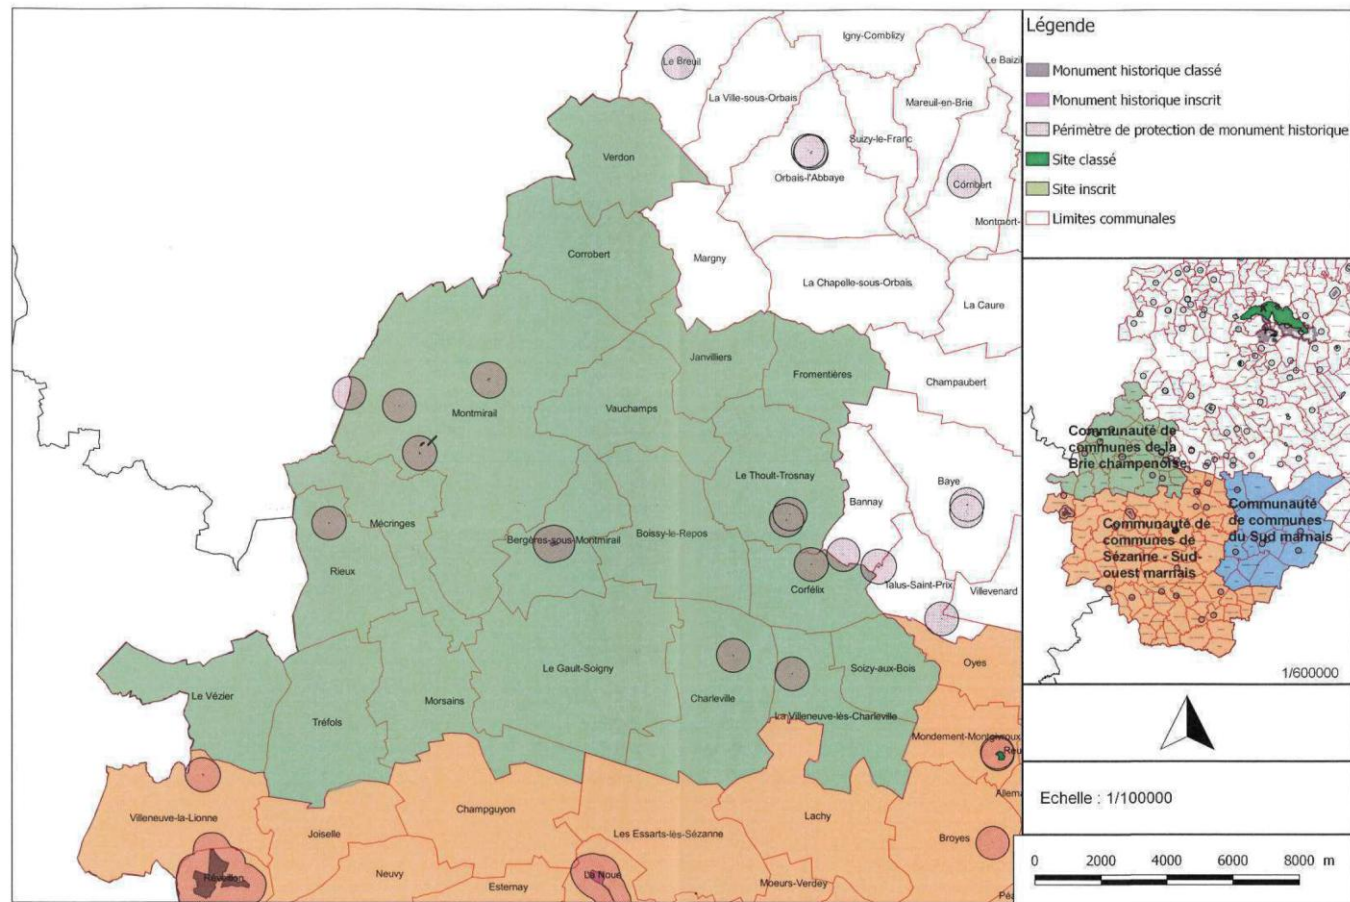 Légende
Monument historique classé
Monument historique inscrit
Périmètre de protection de monument historique
Site classé
Site inscrit
Limites communales
Igny-Comblizy
Le Breuil
Le Baizil
La Ville-sous-Orbais
Mareuil-en-Brie
Suizy-le-Franc
Verdon
Orbais-l'Abbaye
Corribert
Montmort-
Corrobert
Margny
La Chapelle-sous-Orbais
La Caure
Janvilliers
Fromentières
Champaubert
Vauchamps
Montmirail
Le Thoult-Trosnay
Baye
Bannay
Mécringes
Bergères-sous-Montmirail
Boissy-le-Repos
Rieux
Corfélix
Talus-Saint-Prix
Villevenard
Le Gault-Soigny
Soizy-aux-Bois
Oyes
Le Vézier
Charleville
Morsains
Tréfols
La Villeneuve-lès-Charleville
Mondement-Montgivroux
Reu
Allema
Champguyon
Villeneuve-la-Lionne
Lachy
Joiselle
Les Essarts-lès-Sézanne
Broyes
Neuvy
La Noue
Réveillon
Esternay
Moeurs-Verdey
Communauté de
communes de la
Brie champenoise
Communauté
de communes
du Sud marnais
Communauté de
communes de
Sézanne - Sud-
ouest marnais
1/600000
Echelle : 1/100000
0 2000 4000 6000 8000 m